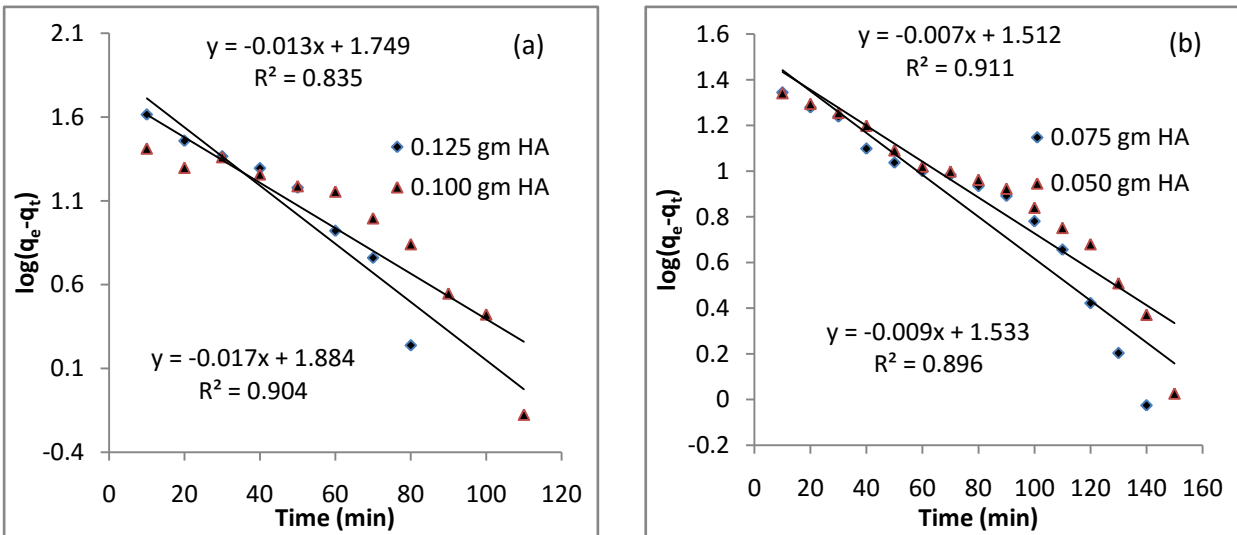 y = -0.013x + 1.749
R² = 0.835
(a)
0.125 gm HA
0.100 gm HA
y = -0.017x + 1.884
R² = 0.904
log(qₑ-qₜ)
2.1
1.6
1.1
0.6
0.1
-0.4
0 20 40 60 80 100 120
Time (min)
y = -0.007x + 1.512
R² = 0.911
(b)
0.075 gm HA
0.050 gm HA
y = -0.009x + 1.533
R² = 0.896
log(qₑ-qₜ)
1.6
1.4
1.2
1
0.8
0.6
0.4
0.2
0
-0.2
0 20 40 60 80 100 120 140 160
Time (min)